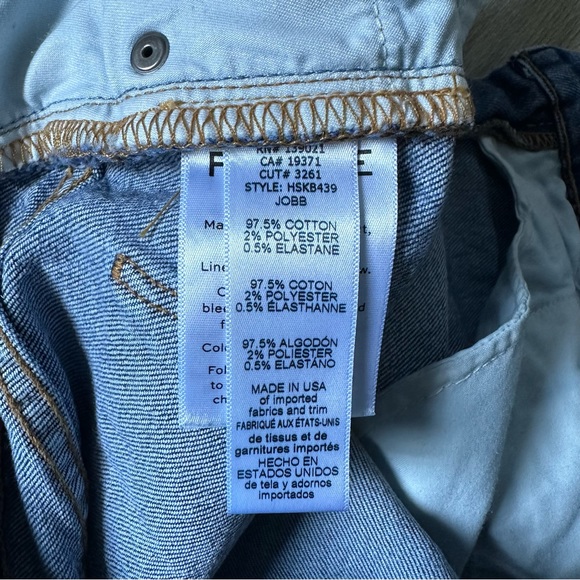 RN# 139021
CA# 19371
CUT# 3261
STYLE: HSKB439
JOBB
97.5% COTTON
2% POLYESTER
0.5% ELASTANE
97.5% COTON
2% POLYESTER
0.5% ÉLASTHANNE
97.5% ALGODÓN
2% POLIESTER
0.5% ELASTANO
MADE IN USA
of imported
fabrics and trim
FABRIQUÉ AUX ÉTATS-UNIS
de tissus et de
garnitures importés
HECHO EN
ESTADOS UNIDOS
de tela y adornos
importados